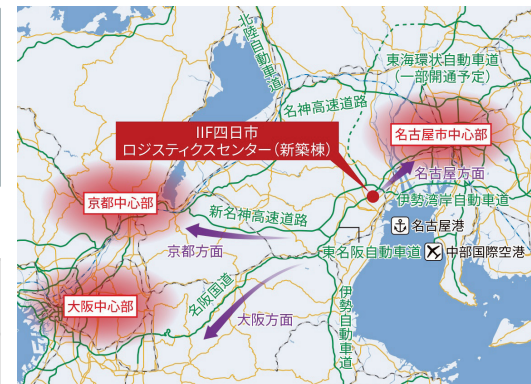 北陸自動車道
東海環状自動車道
(一部開通予定)
名神高速道路
IIF四日市
ロジスティクスセンター(新築棟)
名古屋市中心部
名古屋方面
京都中心部
伊勢湾岸自動車道
新名神高速道路
名古屋港
京都方面
東名阪自動車道
中部国際空港
名阪国道
大阪中心部
大阪方面
伊勢自動車道